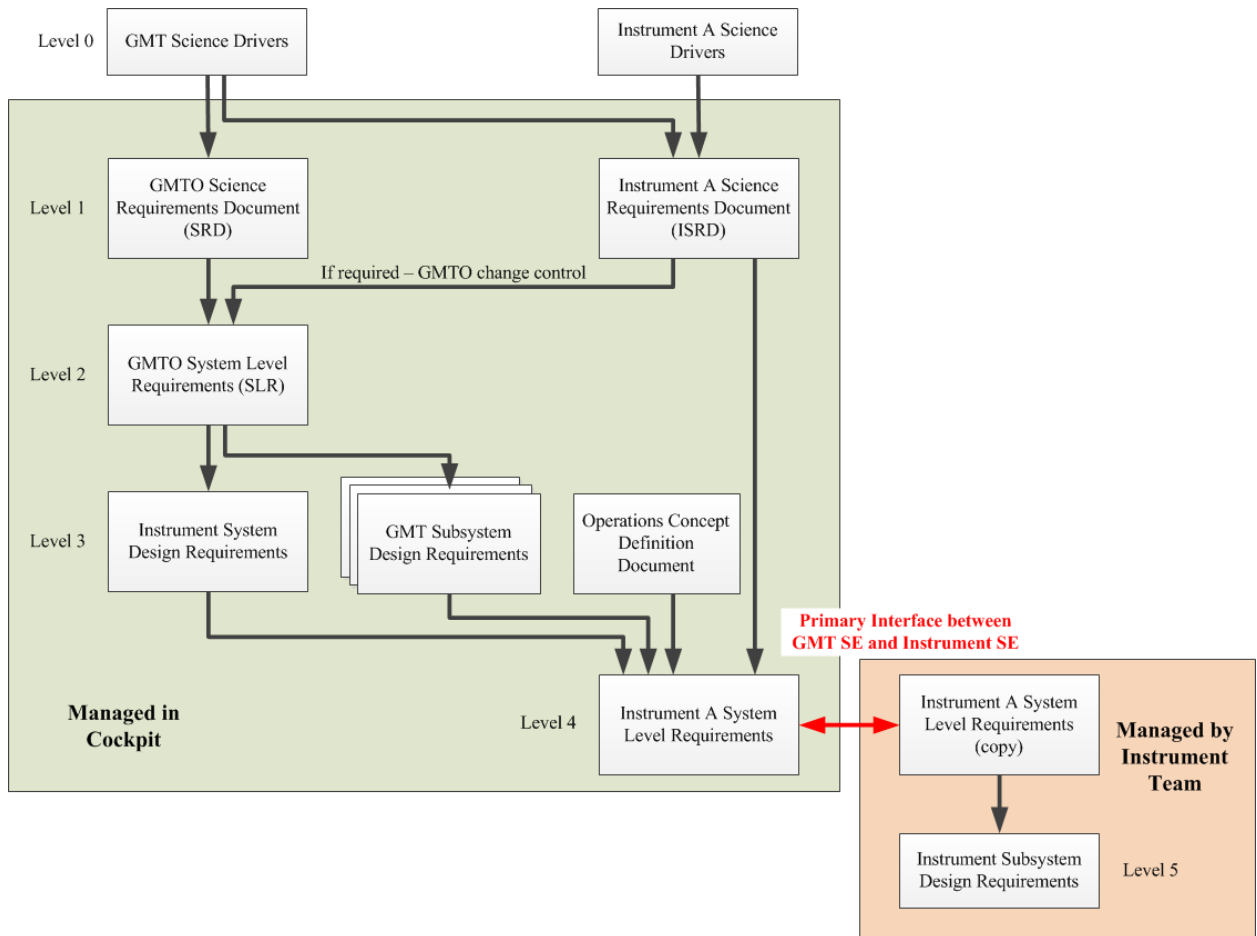 Level 0
GMT Science Drivers
Instrument A Science
Drivers
Level 1
GMTO Science
Requirements Document
(SRD)
Instrument A Science
Requirements Document
(ISRD)
If required – GMTO change control
Level 2
GMTO System Level
Requirements (SLR)
Level 3
Instrument System
Design Requirements
GMT Subsystem
Design Requirements
Operations Concept
Definition
Document
Primary Interface between
GMT SE and Instrument SE
Managed in
Cockpit
Level 4
Instrument A System
Level Requirements
Instrument A System
Level Requirements
(copy)
Managed by
Instrument
Team
Instrument Subsystem
Design Requirements
Level 5